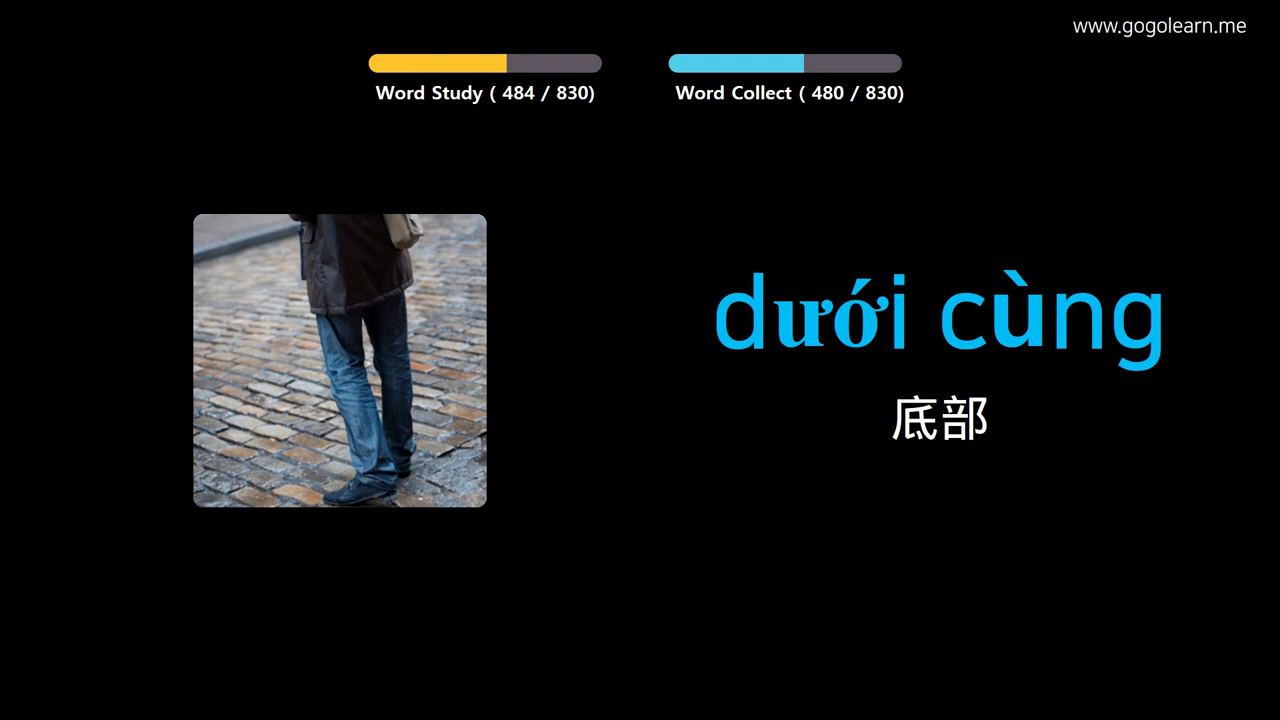 www.gogolearn.me
Word Study ( 484 / 830)
Word Collect ( 480 / 830)
dưới cùng
底部